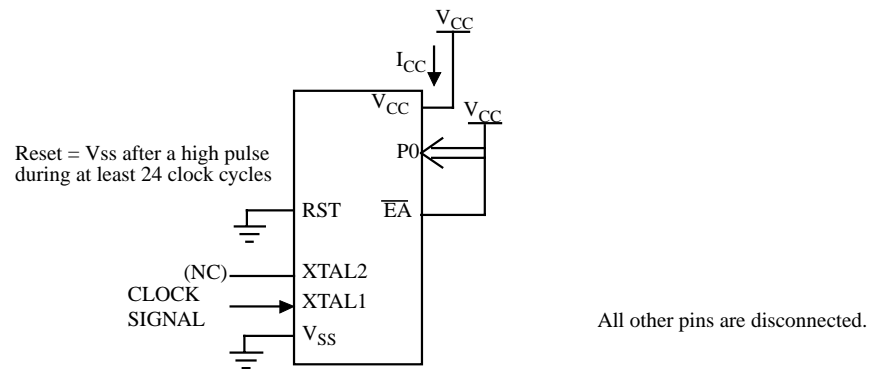 VCC
ICC
VCC
VCC
Reset = Vss after a high pulse
during at least 24 clock cycles
P0
RST
EA
(NC)
XTAL2
CLOCK
SIGNAL
XTAL1
VSS
All other pins are disconnected.